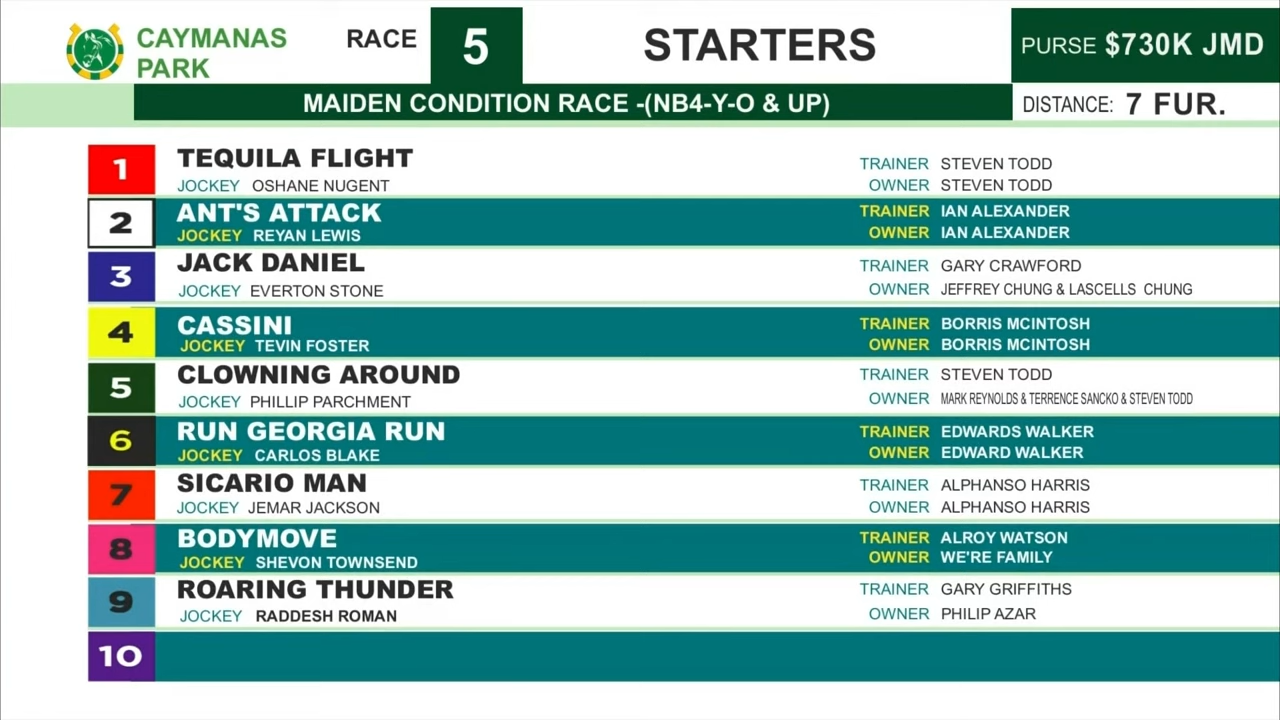 CAYMANAS
PARK
RACE 5 STARTERS PURSE $730K JMD
MAIDEN CONDITION RACE -(NB4-Y-O & UP) DISTANCE: 7 FUR.
1 TEQUILA FLIGHT TRAINER STEVEN TODD
JOCKEY OSHANE NUGENT OWNER STEVEN TODD
2 ANT'S ATTACK TRAINER IAN ALEXANDER
JOCKEY REYAN LEWIS OWNER IAN ALEXANDER
3 JACK DANIEL TRAINER GARY CRAWFORD
JOCKEY EVERTON STONE OWNER JEFFREY CHUNG & LASCELLS CHUNG
4 CASSINI TRAINER BORRIS MCINTOSH
JOCKEY TEVIN FOSTER OWNER BORRIS MCINTOSH
5 CLOWNING AROUND TRAINER STEVEN TODD
JOCKEY PHILLIP PARCHMENT OWNER MARK REYNOLDS & TERRENCE SANCKO & STEVEN TODD
6 RUN GEORGIA RUN TRAINER EDWARDS WALKER
JOCKEY CARLOS BLAKE OWNER EDWARD WALKER
7 SICARIO MAN TRAINER ALPHANSO HARRIS
JOCKEY JEMAR JACKSON OWNER ALPHANSO HARRIS
8 BODYMOVE TRAINER ALROY WATSON
JOCKEY SHEVON TOWNSEND OWNER WE'RE FAMILY
9 ROARING THUNDER TRAINER GARY GRIFFITHS
JOCKEY RADDESH ROMAN OWNER PHILIP AZAR
10